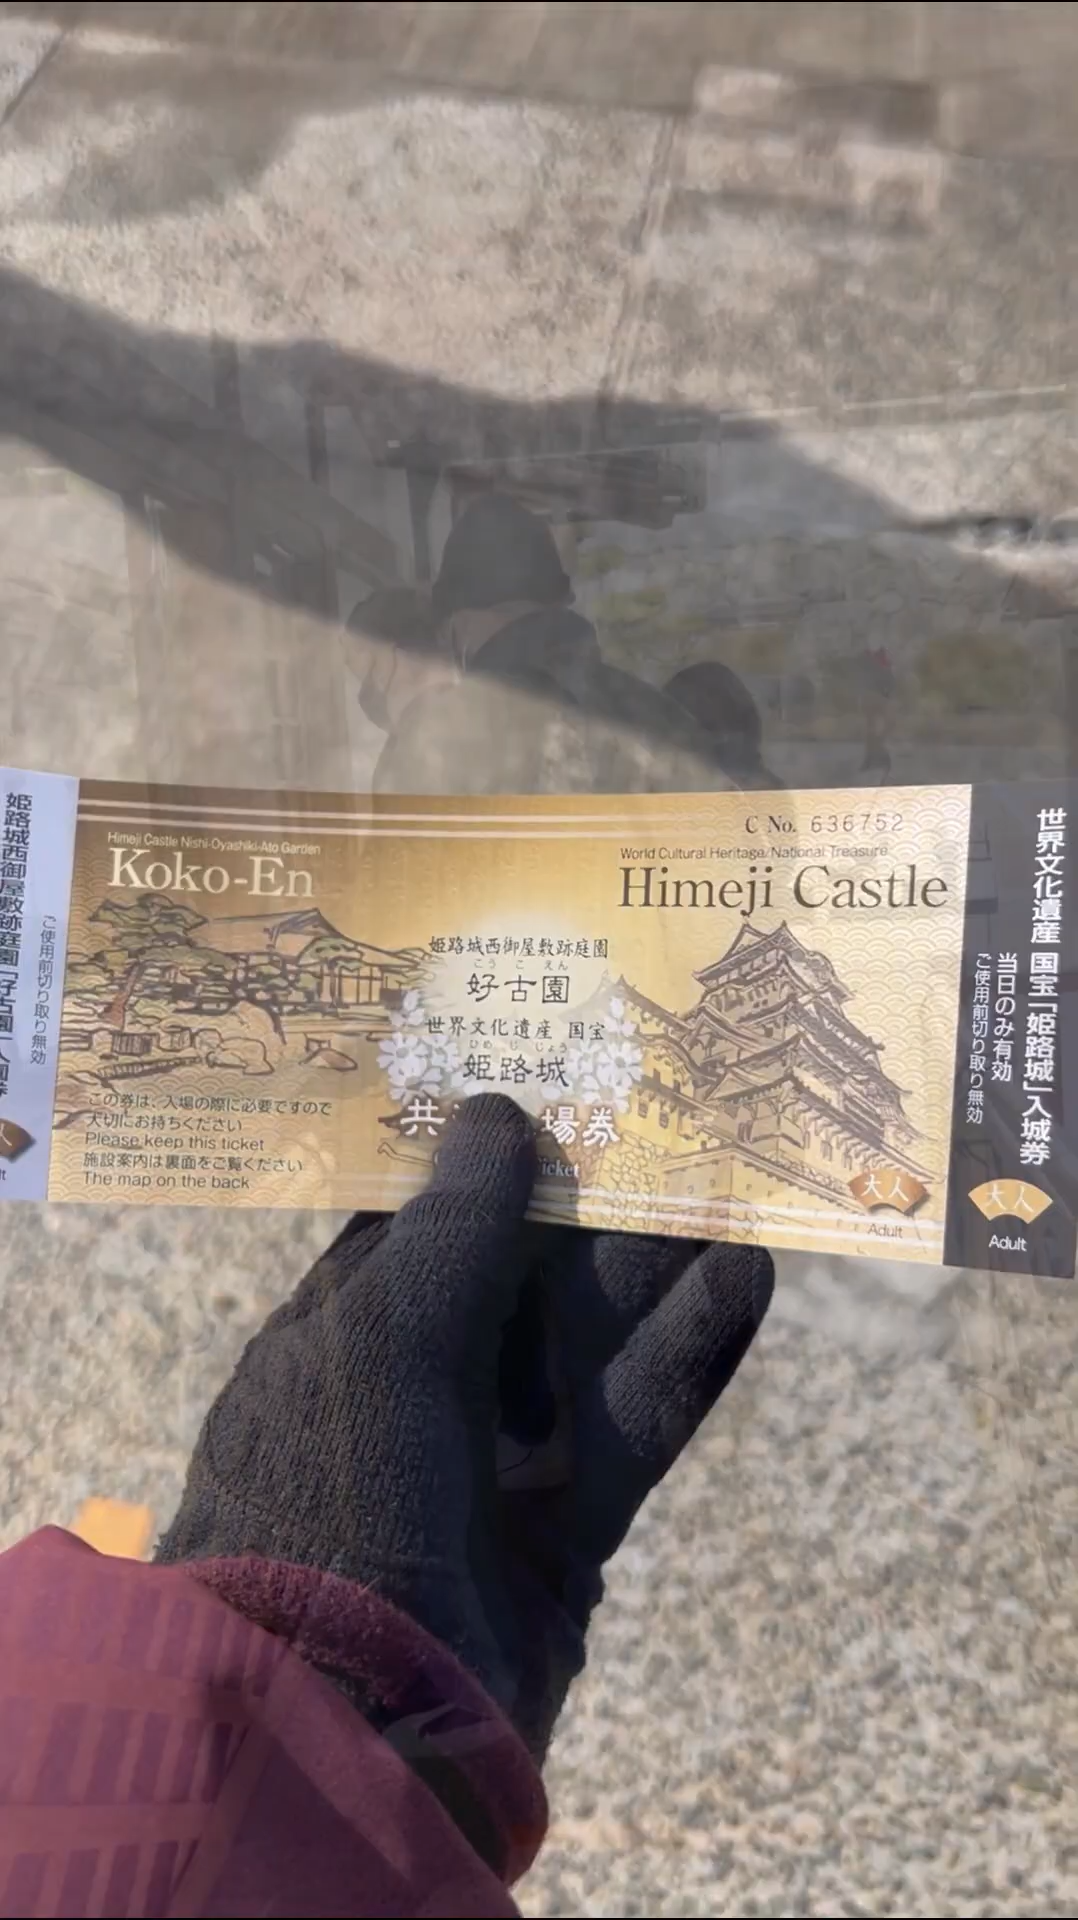 姫路城西御屋敷跡庭園「好古園」入園券
ご使用前切り取り無効
Himeji Castle Nishi-Oyashiki-Ato Garden
Koko-En
C No. 636752
World Cultural Heritage/National Treasure
Himeji Castle
姫路城西御屋敷跡庭園
こう こ えん
好古園
世界文化遺産 国宝
ひめ じ じょう
姫路城
共 場券
icket
この券は、入場の際に必要ですので
大切にお持ちください
Please keep this ticket
施設案内は裏面をご覧ください
The map on the back
大人
Adult
世界文化遺産 国宝「姫路城」入城券
当日のみ有効
ご使用前切り取り無効
大人
Adult